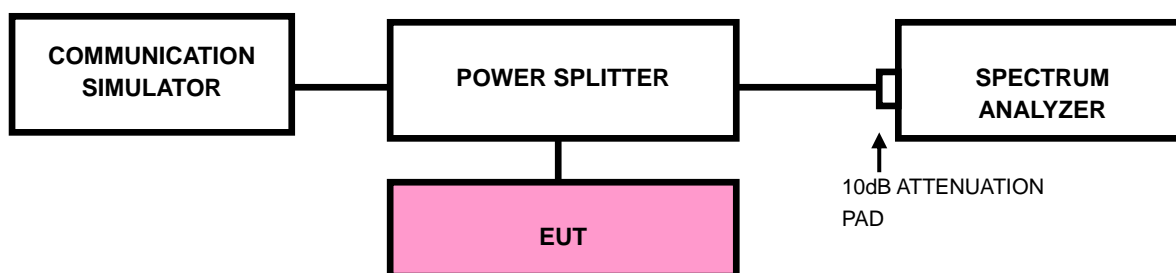 COMMUNICATION
SIMULATOR
POWER SPLITTER
SPECTRUM
ANALYZER
10dB ATTENUATION
PAD
EUT